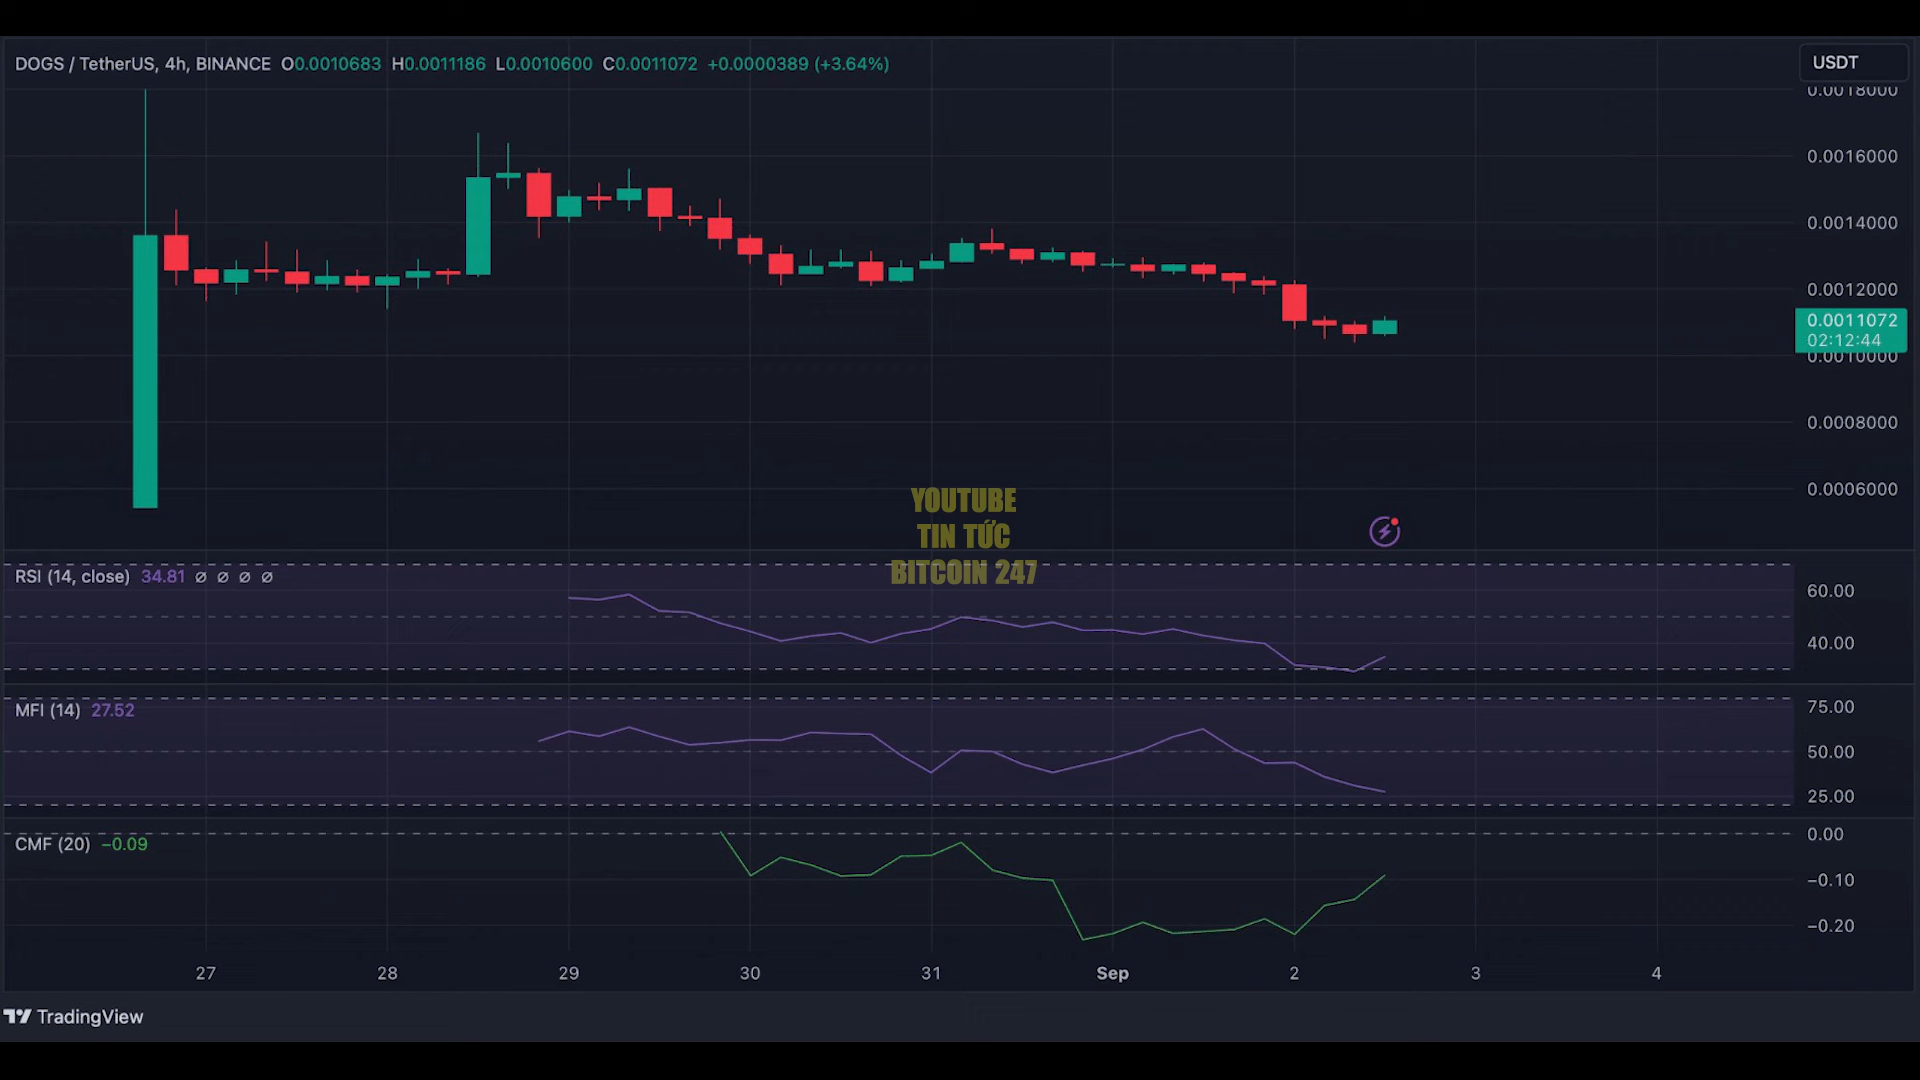 DOGS / TetherUS, 4h, BINANCE O0.0010683 H0.0011186 L0.0010600 C0.0011072 +0.0000389 (+3.64%)
USDT
0.0018000
0.0016000
0.0014000
0.0012000
0.0011072
02:12:44
0.0010000
0.0008000
0.0006000
YOUTUBE
TIN TỨC
BITCOIN 247
RSI (14, close) 34.81 ∅ ∅ ∅ ∅
60.00
40.00
MFI (14) 27.52
75.00
50.00
25.00
CMF (20) −0.09
0.00
−0.10
−0.20
27 28 29 30 31 Sep 2 3 4
TradingView